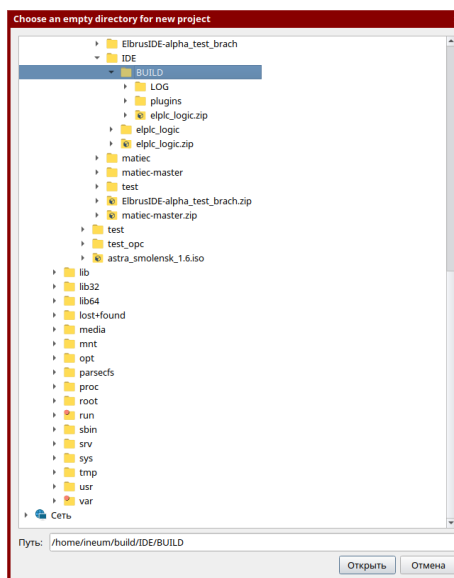 Choose an empty directory for new project
ElbrusIDE-alpha_test_brach
IDE
BUILD
LOG
plugins
elplc_logic.zip
elplc_logic
elplc_logic.zip
matiec
matiec-master
test
ElbrusIDE-alpha_test_brach.zip
matiec-master.zip
test
test_opc
astra_smolensk_1.6.iso
lib
lib32
lib64
lost+found
media
mnt
opt
parsecfs
proc
root
run
sbin
srv
sys
tmp
usr
var
Сеть
Путь: /home/ineum/build/IDE/BUILD
Открыть Отмена